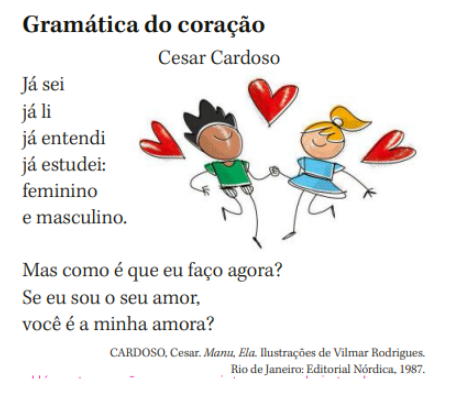 Gramática do coração
Cesar Cardoso
Já sei
já li
já entendi
já estudei:
feminino
e masculino.
Mas como é que eu faço agora?
Se eu sou o seu amor,
você é a minha amora?
CARDOSO, Cesar. Manu, Ela. Ilustrações de Vilmar Rodrigues.
Rio de Janeiro: Editorial Nórdica, 1987.